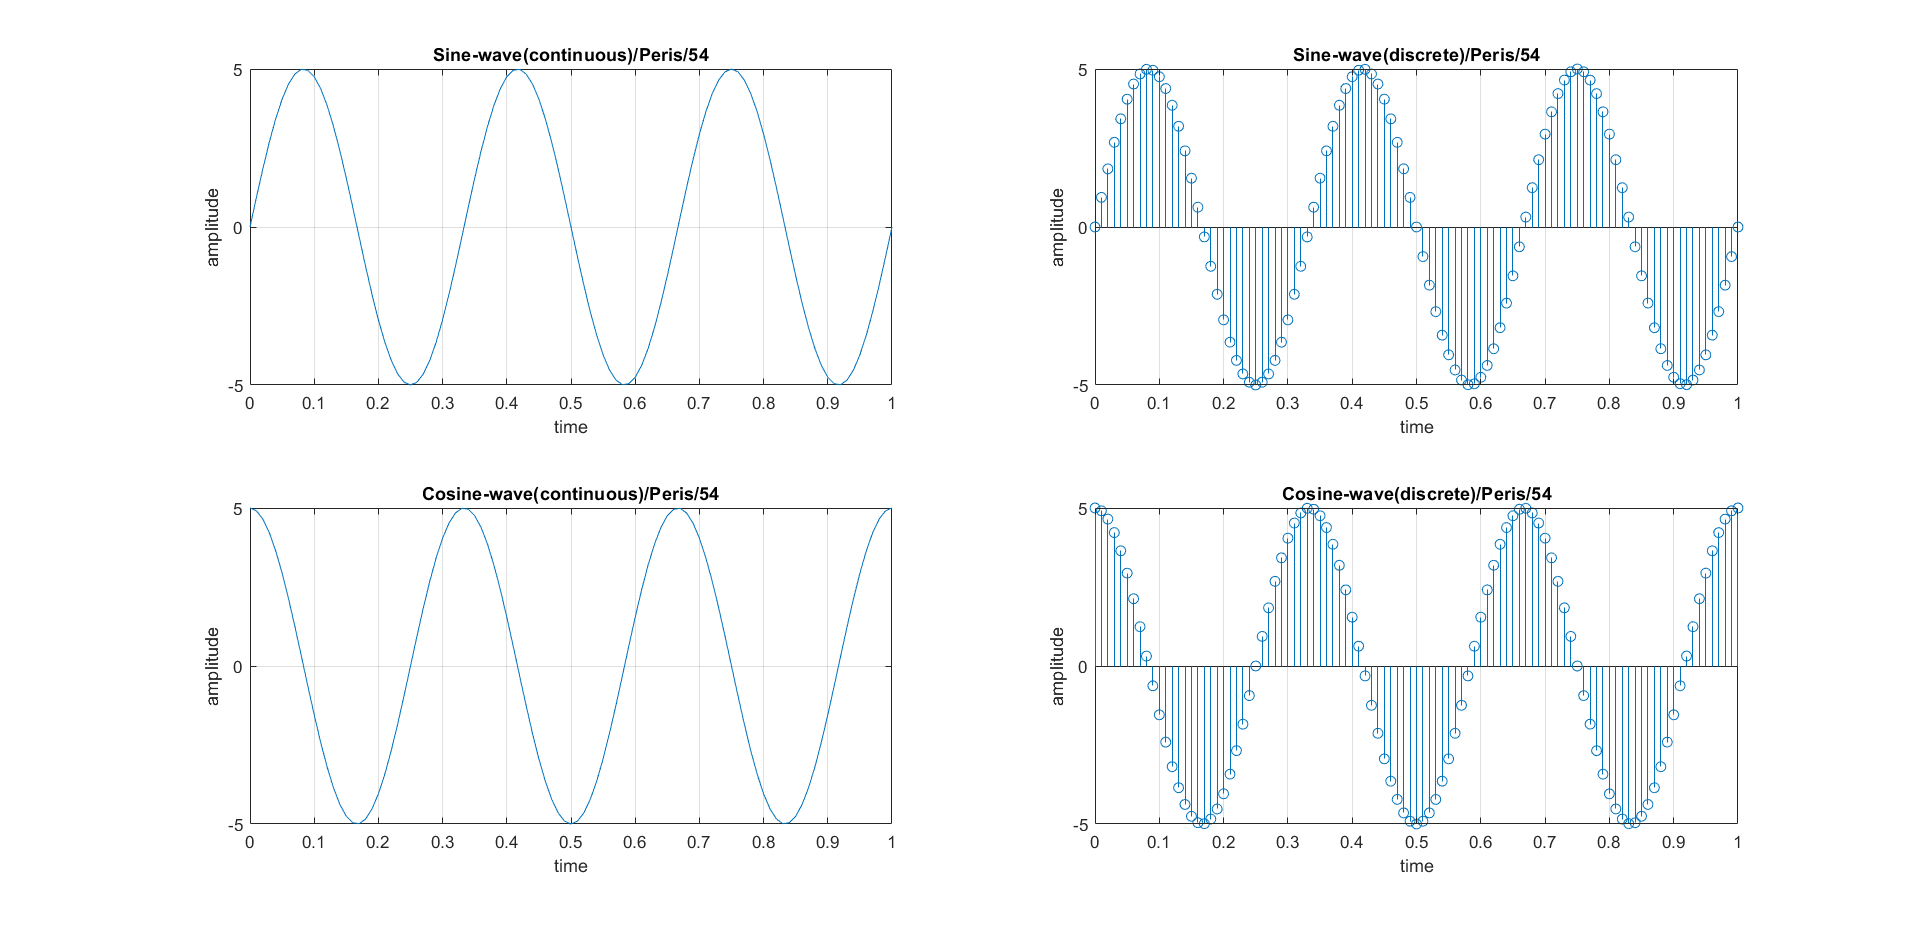 Sine-wave(continuous)/Peris/54
5
0
-5
amplitude
0 0.1 0.2 0.3 0.4 0.5 0.6 0.7 0.8 0.9 1
time
Sine-wave(discrete)/Peris/54
5
0
-5
amplitude
0 0.1 0.2 0.3 0.4 0.5 0.6 0.7 0.8 0.9 1
time
Cosine-wave(continuous)/Peris/54
5
0
-5
amplitude
0 0.1 0.2 0.3 0.4 0.5 0.6 0.7 0.8 0.9 1
time
Cosine-wave(discrete)/Peris/54
5
0
-5
amplitude
0 0.1 0.2 0.3 0.4 0.5 0.6 0.7 0.8 0.9 1
time